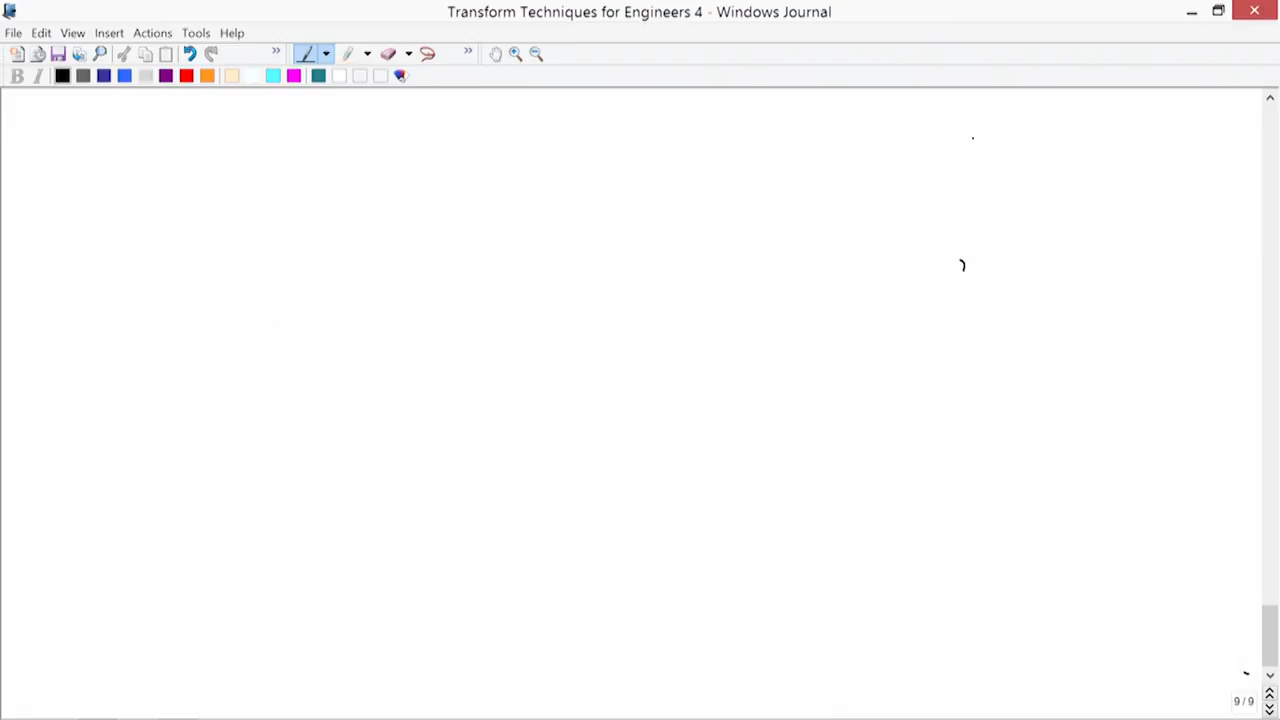 Transform Techniques for Engineers 4 - Windows Journal
File Edit View Insert Actions Tools Help
B I
9 / 9